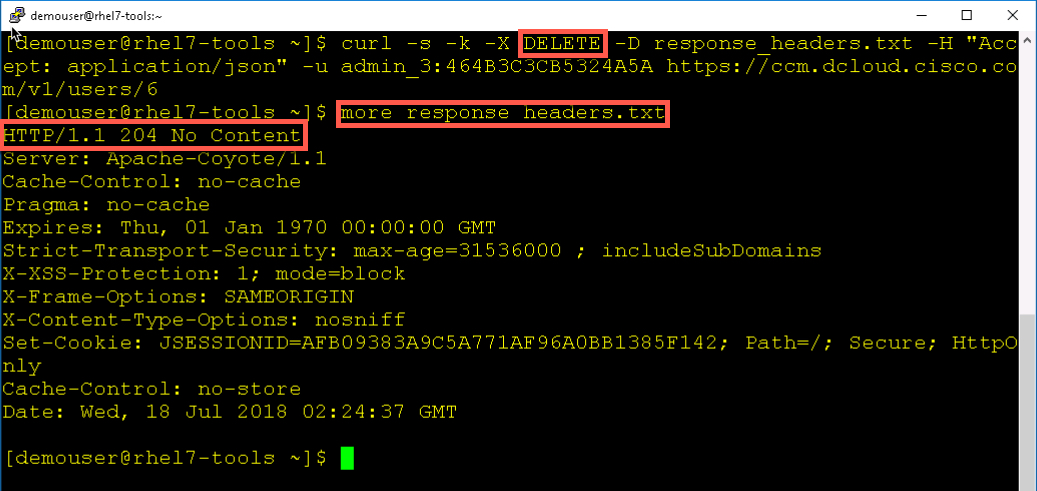 demouser@rhel7-tools:~
[demouser@rhel7-tools ~]$ curl -s -k -X DELETE -D response_headers.txt -H "Acc
ept: application/json" -u admin_3:464B3C3CB5324A5A https://ccm.dcloud.cisco.co
m/v1/users/6
[demouser@rhel7-tools ~]$ more response_headers.txt
HTTP/1.1 204 No Content
Server: Apache-Coyote/1.1
Cache-Control: no-cache
Pragma: no-cache
Expires: Thu, 01 Jan 1970 00:00:00 GMT
Strict-Transport-Security: max-age=31536000 ; includeSubDomains
X-XSS-Protection: 1; mode=block
X-Frame-Options: SAMEORIGIN
X-Content-Type-Options: nosniff
Set-Cookie: JSESSIONID=AFB09383A9C5A771AF96A0BB1385F142; Path=/; Secure; HttpO
nly
Cache-Control: no-store
Date: Wed, 18 Jul 2018 02:24:37 GMT
[demouser@rhel7-tools ~]$